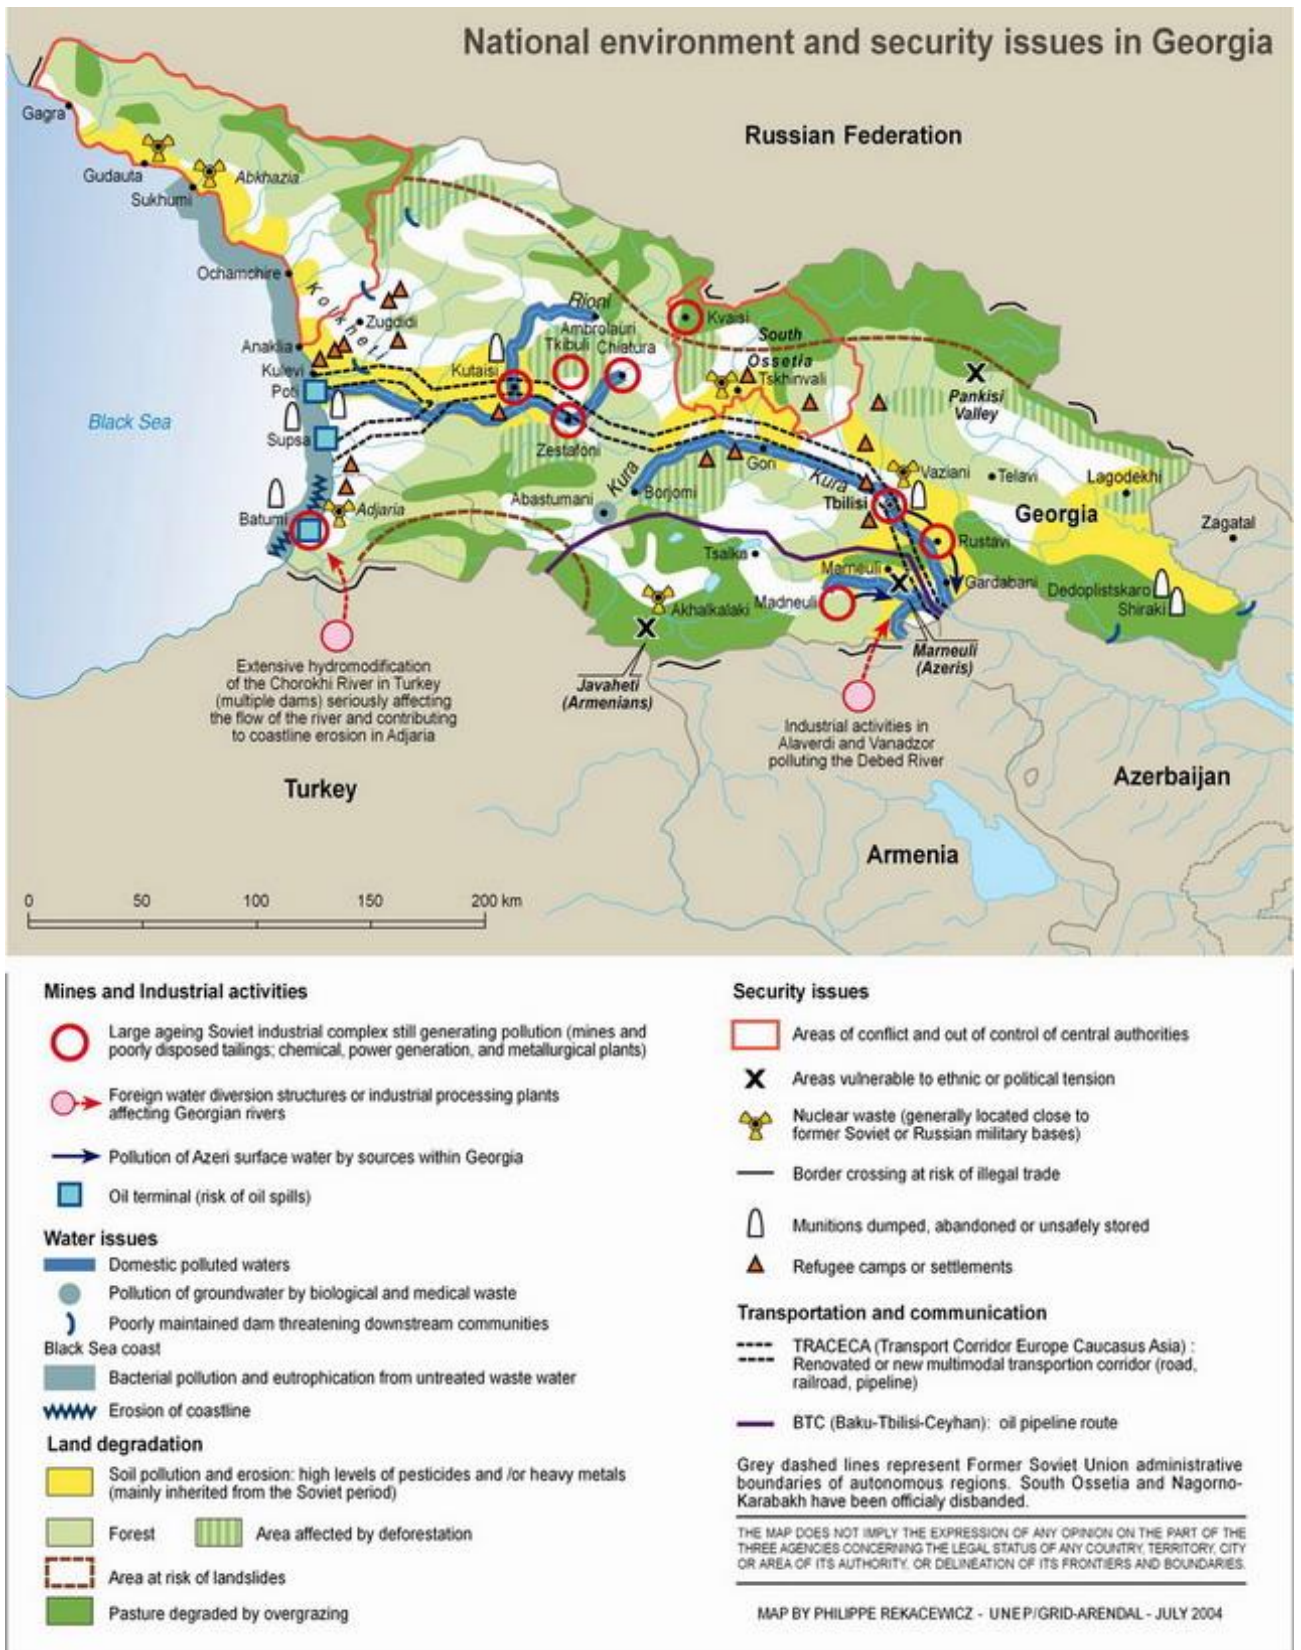 National environment and security issues in Georgia
Russian Federation
Gagra
Gudauta
Abkhazia
Sukhumi
Ochamchire
Kolkheti
Rioni
Zugdidi
Ambrolauri
Kvaisi
Anaklia
Tkibuli
Chiatura
South
Ossetia
Kulevi
Kutaisi
Tskhinvali
Poti
Pankisi
Valley
Black Sea
Supsa
Zestafoni
Gori
Kura
Kura
Vaziani
Telavi
Lagodekhi
Abastumani
Borjomi
Tbilisi
Batumi
Adjaria
Georgia
Zagatal
Tsalka
Rustavi
Marneuli
Gardabani
Dedoplistskaro
Akhalkalaki
Madneuli
Shiraki
Marneuli
(Azeris)
Extensive hydromodification
of the Chorokhi River in Turkey
(multiple dams) seriously affecting
the flow of the river and contributing
to coastline erosion in Adjaria
Javaheti
(Armenians)
Industrial activities in
Alaverdi and Vanadzor
polluting the Debed River
Turkey
Azerbaijan
Armenia
0 50 100 150 200 km
Mines and Industrial activities
Large ageing Soviet industrial complex still generating pollution (mines and
poorly disposed tailings; chemical, power generation, and metallurgical plants)
Foreign water diversion structures or industrial processing plants
affecting Georgian rivers
Pollution of Azeri surface water by sources within Georgia
Oil terminal (risk of oil spills)
Water issues
Domestic polluted waters
Pollution of groundwater by biological and medical waste
Poorly maintained dam threatening downstream communities
Black Sea coast
Bacterial pollution and eutrophication from untreated waste water
Erosion of coastline
Land degradation
Soil pollution and erosion: high levels of pesticides and /or heavy metals
(mainly inherited from the Soviet period)
Forest
Area affected by deforestation
Area at risk of landslides
Pasture degraded by overgrazing
Security issues
Areas of conflict and out of control of central authorities
X Areas vulnerable to ethnic or political tension
Nuclear waste (generally located close to
former Soviet or Russian military bases)
Border crossing at risk of illegal trade
Munitions dumped, abandoned or unsafely stored
Refugee camps or settlements
Transportation and communication
TRACECA (Transport Corridor Europe Caucasus Asia) :
Renovated or new multimodal transportion corridor (road,
railroad, pipeline)
BTC (Baku-Tbilisi-Ceyhan): oil pipeline route
Grey dashed lines represent Former Soviet Union administrative
boundaries of autonomous regions. South Ossetia and Nagorno-
Karabakh have been officialy disbanded.
THE MAP DOES NOT IMPLY THE EXPRESSION OF ANY OPINION ON THE PART OF THE
THREE AGENCIES CONCERNING THE LEGAL STATUS OF ANY COUNTRY, TERRITORY, CITY
OR AREA OF ITS AUTHORITY, OR DELINEATION OF ITS FRONTIERS AND BOUNDARIES.
MAP BY PHILIPPE REKACEWICZ - UNEP/GRID-ARENDAL - JULY 2004